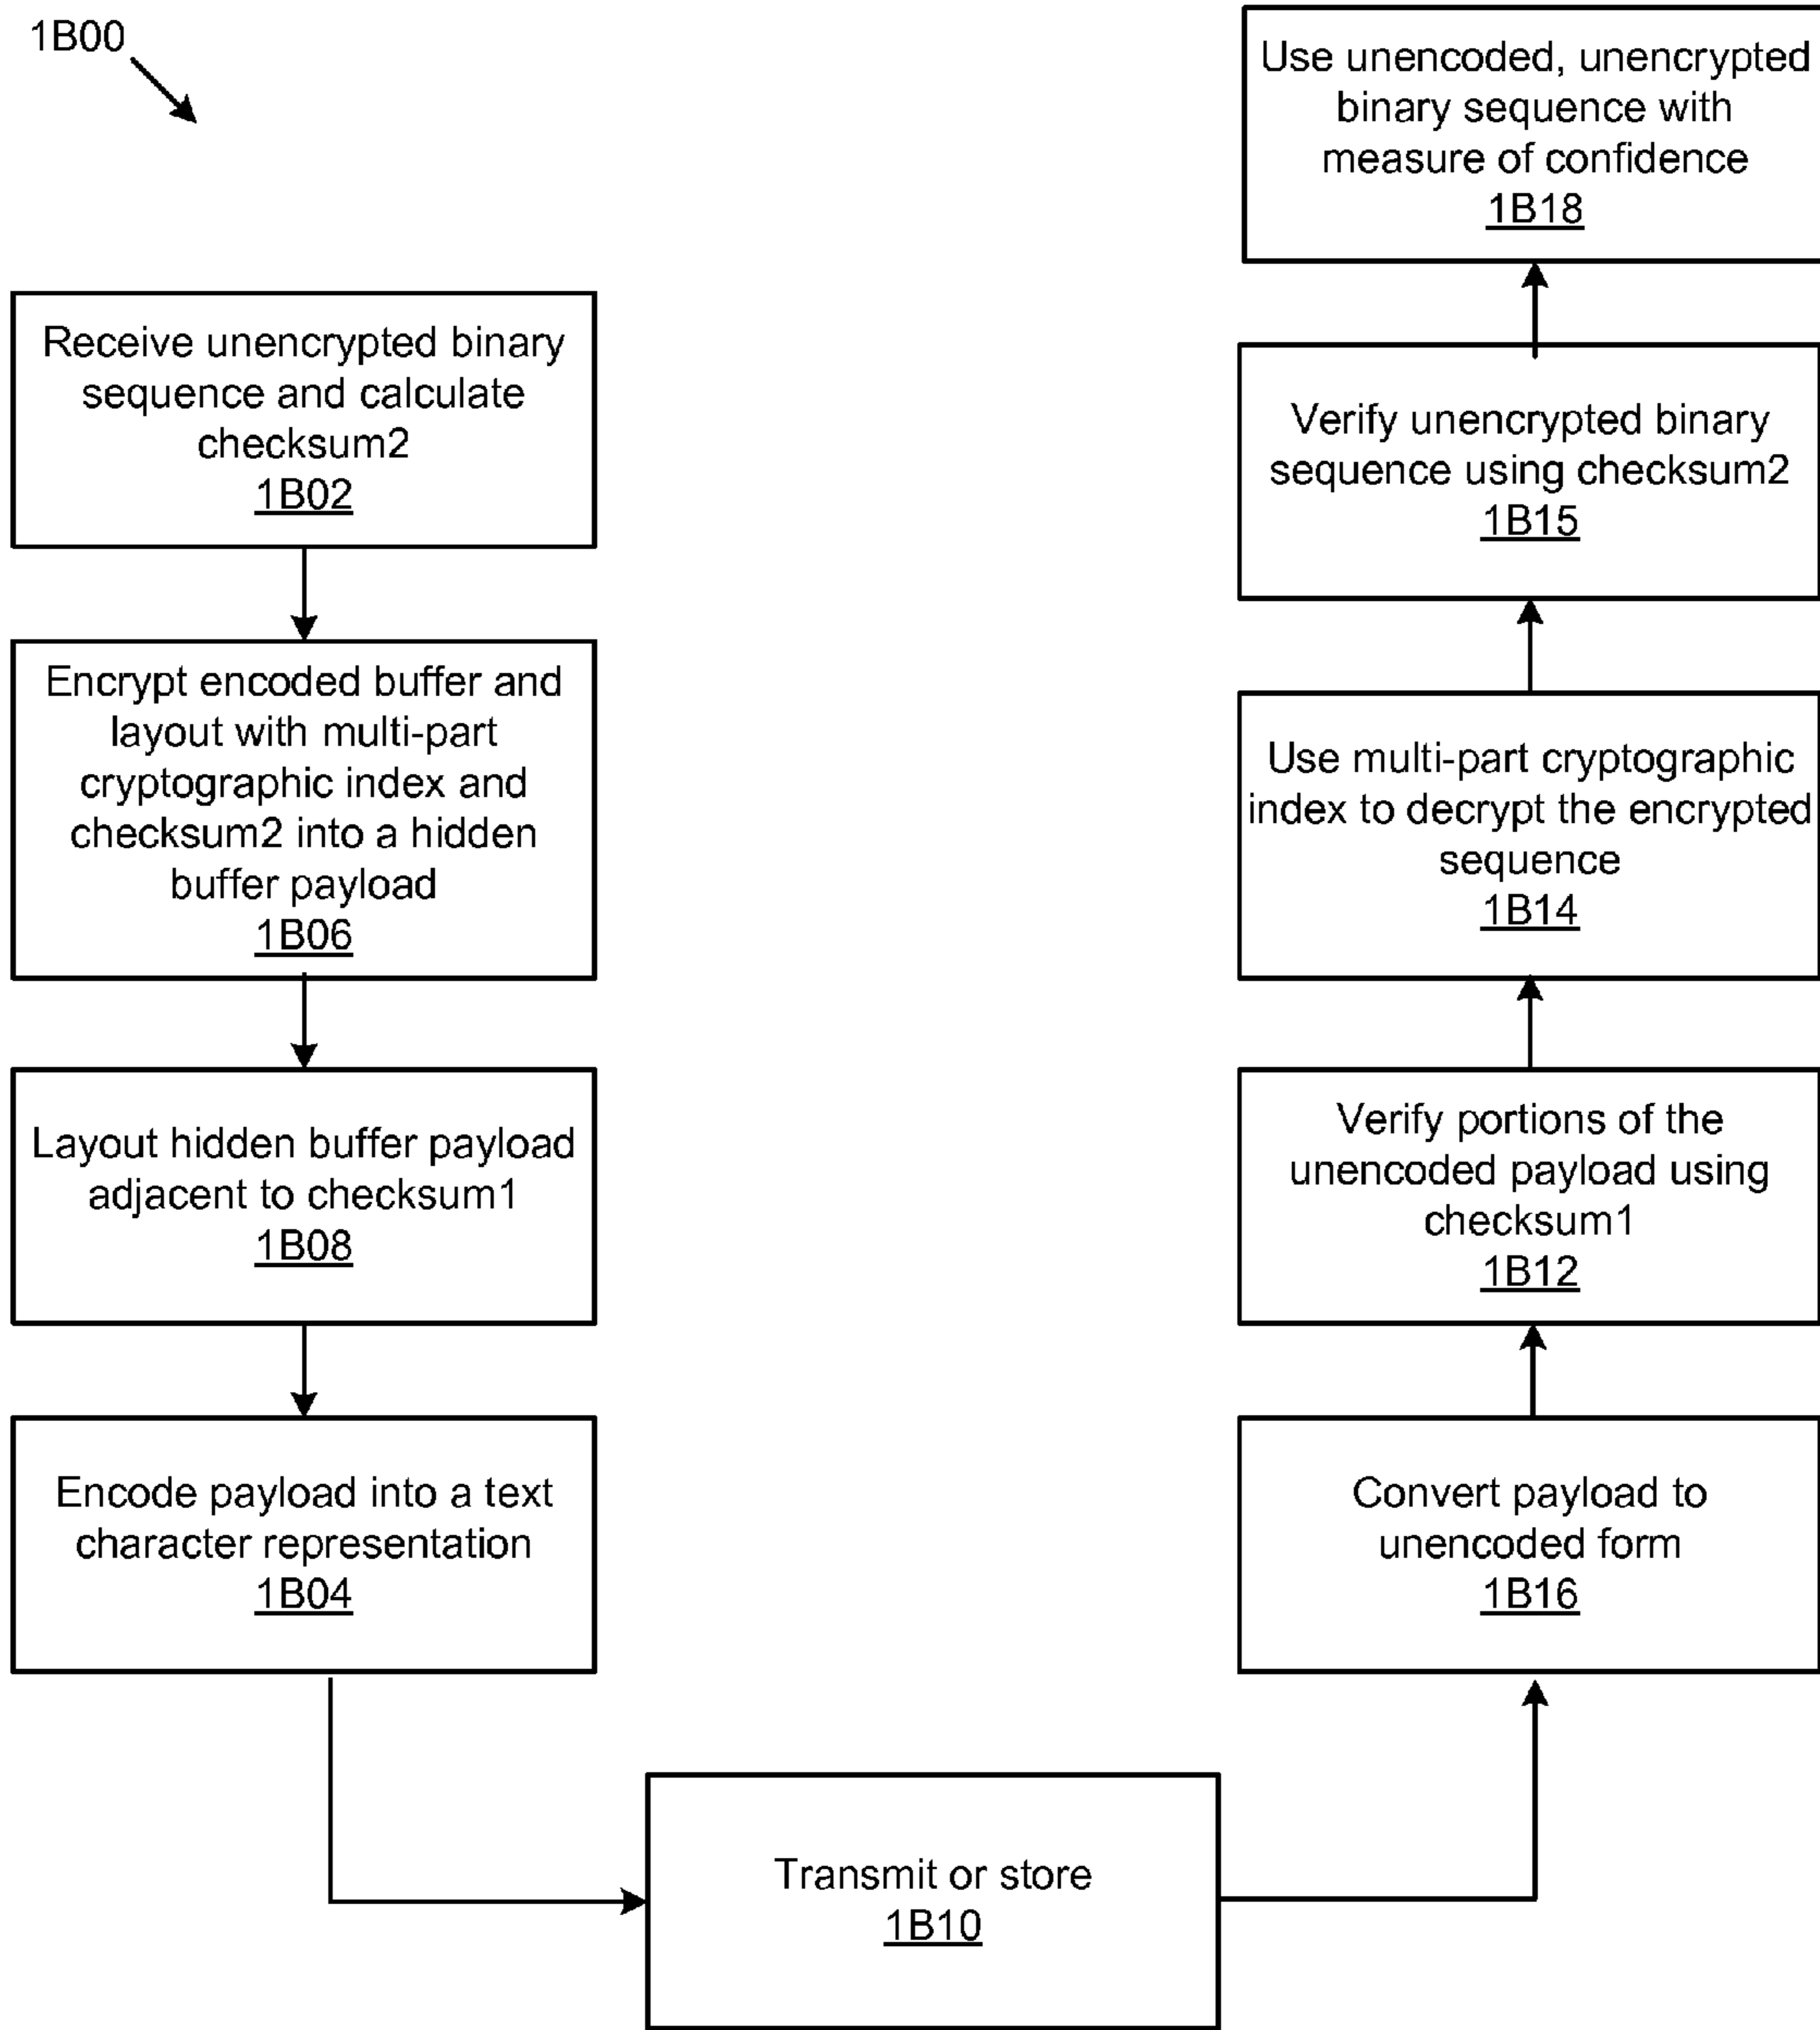 1B00
Receive unencrypted binary
sequence and calculate
checksum2
1B02
Encrypt encoded buffer and
layout with multi-part
cryptographic index and
checksum2 into a hidden
buffer payload
1B06
Layout hidden buffer payload
adjacent to checksum1
1B08
Encode payload into a text
character representation
1B04
Transmit or store
1B10
Convert payload to
unencoded form
1B16
Verify portions of the
unencoded payload using
checksum1
1B12
Use multi-part cryptographic
index to decrypt the encrypted
sequence
1B14
Verify unencrypted binary
sequence using checksum2
1B15
Use unencoded, unencrypted
binary sequence with
measure of confidence
1B18